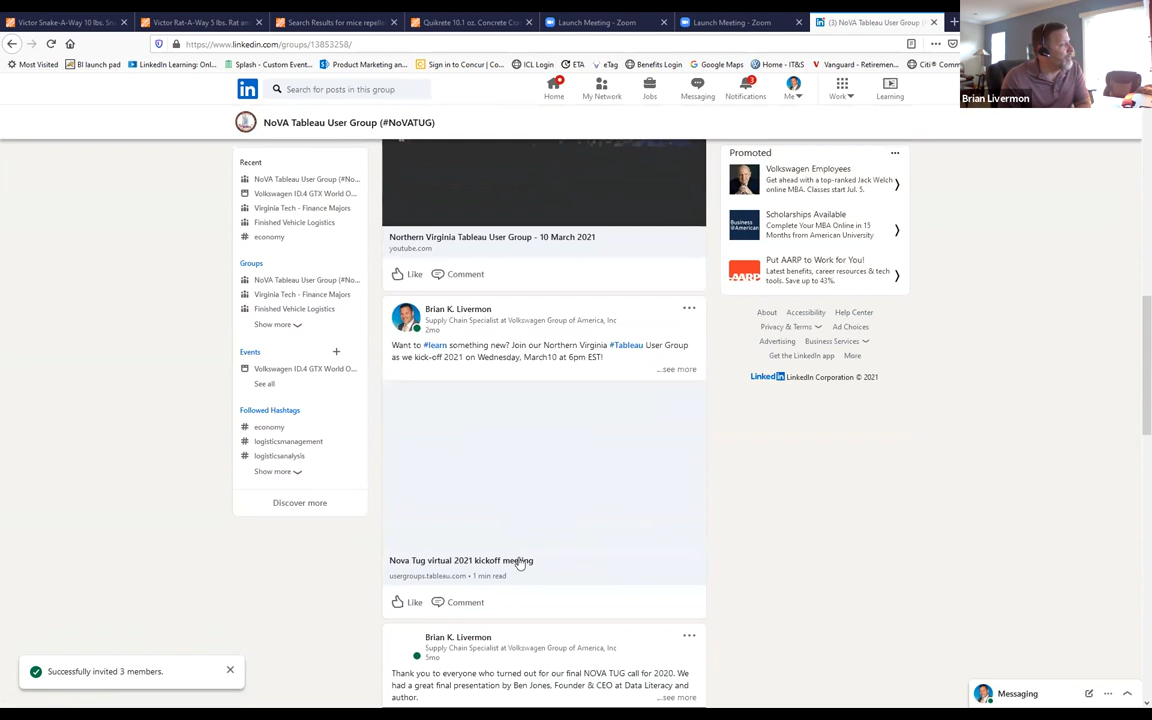 Victor Snake-A-Way 10 lbs. Sn
Victor Rat-A-Way 5 lbs. Rat an
Search Results for mice repelle
Quikrete 10.1 oz. Concrete Cra
Launch Meeting - Zoom
Launch Meeting - Zoom
(3) NoVA Tableau User Group (
https://www.linkedin.com/groups/13853258/
Most Visited
BI launch pad
LinkedIn Learning: Onl...
Splash - Custom Event...
Product Marketing an...
Sign in to Concur | Co...
ICL Login
ETA
eTag
Benefits Login
Google Maps
Home - IT&S
Vanguard - Retiremen...
Citi® Comm
Brian Livermon
Search for posts in this group
Home
My Network
Jobs
Messaging
3
Notifications
Me
Work
Learning
NoVA Tableau User Group (#NoVATUG)
Recent
NoVA Tableau User Group (#No...
Volkswagen ID.4 GTX World O...
Virginia Tech - Finance Majors
Finished Vehicle Logistics
# economy
Groups
NoVA Tableau User Group (#No...
Virginia Tech - Finance Majors
Finished Vehicle Logistics
Show more
Events +
Volkswagen ID.4 GTX World O...
See all
Followed Hashtags
# economy
# logisticsmanagement
# logisticsanalysis
Show more
Discover more
Northern Virginia Tableau User Group - 10 March 2021
youtube.com
Like
Comment
Brian K. Livermon
Supply Chain Specialist at Volkswagen Group of America, Inc
2mo
Want to #learn something new? Join our Northern Virginia #Tableau User Group
as we kick-off 2021 on Wednesday, March10 at 6pm EST!
...see more
Nova Tug virtual 2021 kickoff meeting
usergroups.tableau.com • 1 min read
Like
Comment
Brian K. Livermon
Supply Chain Specialist at Volkswagen Group of America, Inc
5mo
Thank you to everyone who turned out for our final NOVA TUG call for 2020. We
had a great final presentation by Ben Jones, Founder & CEO at Data Literacy and
author.
...see more
Promoted
Volkswagen Employees
Get ahead with a top-ranked Jack Welch
online MBA. Classes start Jul. 5.
Business@American
Scholarships Available
Complete Your MBA Online in 15
Months from American University
AARP
Put AARP to Work for You!
Latest benefits, career resources & tech
tools. Save up to 43%.
About
Accessibility
Help Center
Privacy & Terms
Ad Choices
Advertising
Business Services
Get the LinkedIn app
More
LinkedIn LinkedIn Corporation © 2021
Successfully invited 3 members.
Messaging